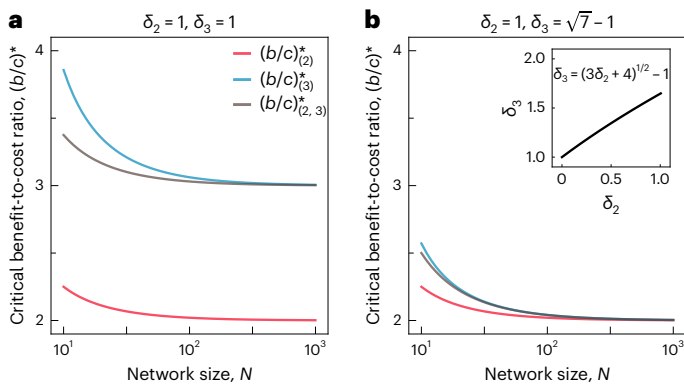 a
δ₂ = 1, δ₃ = 1
Critical benefit-to-cost ratio, (b/c)*
4
3
2
(b/c)*₍₂₎
(b/c)*₍₃₎
(b/c)*₍₂, ₃₎
10¹
10²
10³
Network size, N
b
δ₂ = 1, δ₃ = √7 − 1
Critical benefit-to-cost ratio, (b/c)*
4
3
2
2.0
1.5
1.0
δ₃
δ₃ = (3δ₂ + 4)¹/² − 1
0
0.5
1.0
δ₂
10¹
10²
10³
Network size, N